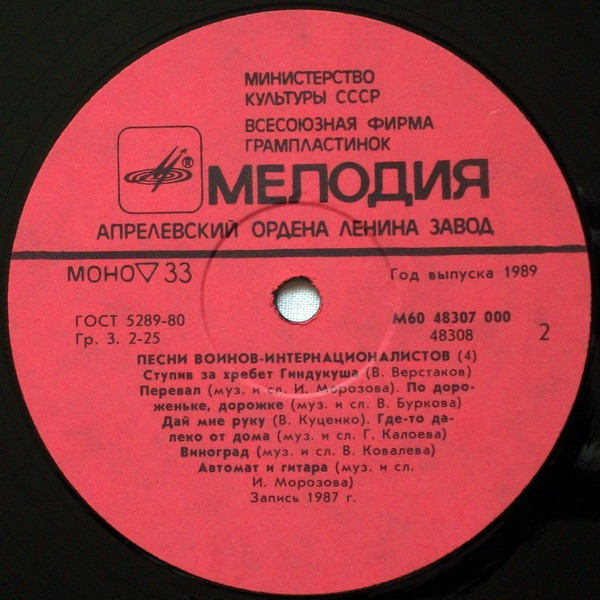 МИНИСТЕРСТВО
КУЛЬТУРЫ СССР
ВСЕСОЮЗНАЯ ФИРМА
ГРАМПЛАСТИНОК
®
МЕЛОДИЯ
АПРЕЛЕВСКИЙ ОРДЕНА ЛЕНИНА ЗАВОД
МОНО ▽ 33
Год выпуска 1989
ГОСТ 5289-80
Гр. 3. 2-25
М60 48307 000
48308
2
ПЕСНИ ВОИНОВ-ИНТЕРНАЦИОНАЛИСТОВ (4)
Ступив за хребет Гиндукуша (В. Верстаков)
Перевал (муз. и сл. И. Морозова). По доро-
женьке, дорожке (муз. и сл. В. Буркова)
Дай мне руку (В. Куценко). Где-то да-
леко от дома (муз. и сл. Г. Калоева)
Виноград (муз. и сл. В. Ковалева)
Автомат и гитара (муз. и сл.
И. Морозова)
Запись 1987 г.